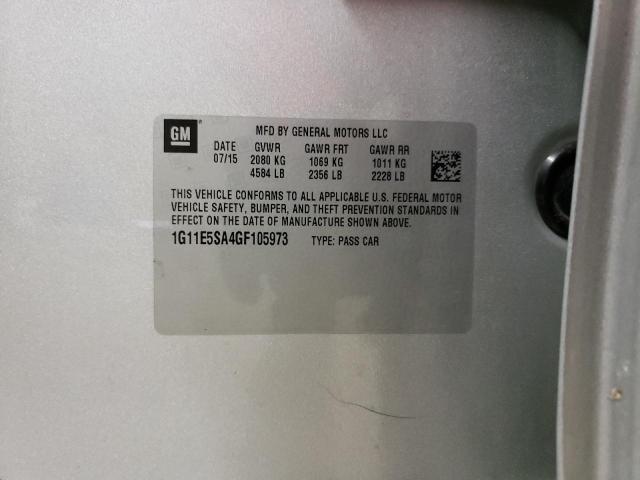 GM
MFD BY GENERAL MOTORS LLC
DATE GVWR GAWR FRT GAWR RR
07/15 2080 KG 1069 KG 1011 KG
4584 LB 2356 LB 2228 LB
THIS VEHICLE CONFORMS TO ALL APPLICABLE U.S. FEDERAL MOTOR
VEHICLE SAFETY, BUMPER, AND THEFT PREVENTION STANDARDS IN
EFFECT ON THE DATE OF MANUFACTURE SHOWN ABOVE.
1G11E5SA4GF105973 TYPE: PASS CAR